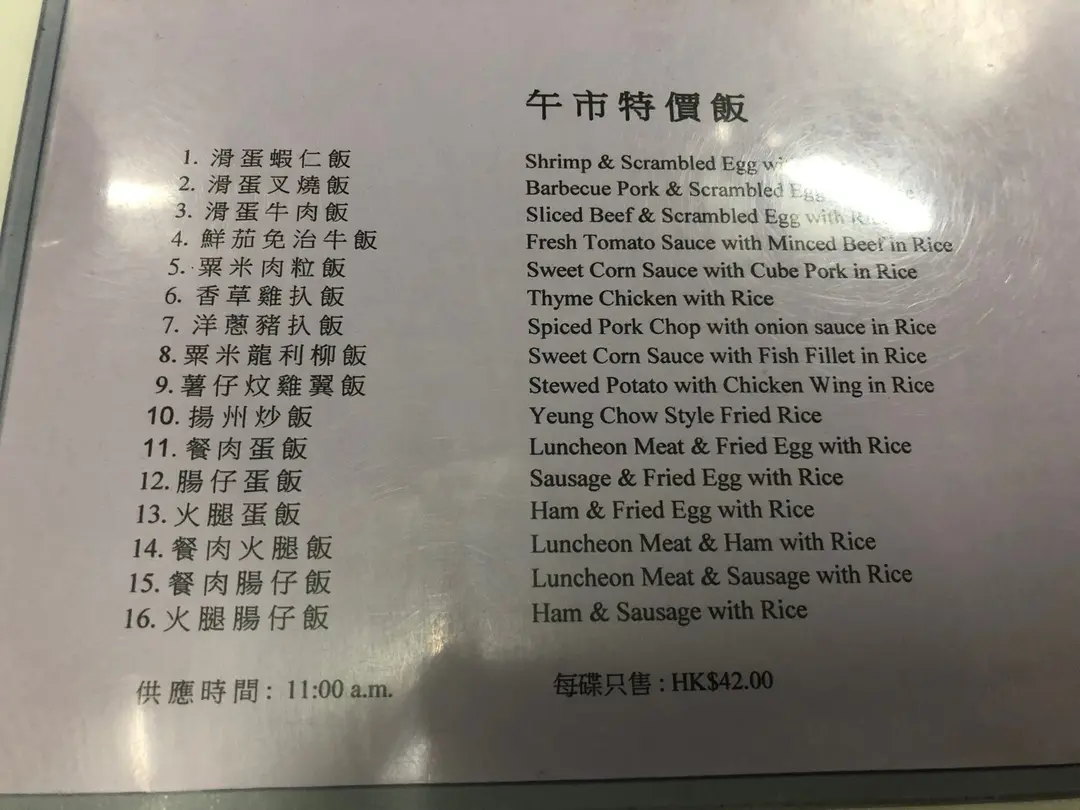 午市特價飯
1. 滑蛋蝦仁飯 Shrimp & Scrambled Egg
2. 滑蛋叉燒飯 Barbecue Pork & Scrambled Egg
3. 滑蛋牛肉飯 Sliced Beef & Scrambled Egg with Rice
4. 鮮茄免治牛飯 Fresh Tomato Sauce with Minced Beef in Rice
5. 粟米肉粒飯 Sweet Corn Sauce with Cube Pork in Rice
6. 香草雞扒飯 Thyme Chicken with Rice
7. 洋蔥豬扒飯 Spiced Pork Chop with onion sauce in Rice
8. 粟米龍利柳飯 Sweet Corn Sauce with Fish Fillet in Rice
9. 薯仔炆雞翼飯 Stewed Potato with Chicken Wing in Rice
10. 揚州炒飯 Yeung Chow Style Fried Rice
11. 餐肉蛋飯 Luncheon Meat & Fried Egg with Rice
12. 腸仔蛋飯 Sausage & Fried Egg with Rice
13. 火腿蛋飯 Ham & Fried Egg with Rice
14. 餐肉火腿飯 Luncheon Meat & Ham with Rice
15. 餐肉腸仔飯 Luncheon Meat & Sausage with Rice
16. 火腿腸仔飯 Ham & Sausage with Rice
供應時間: 11:00 a.m. 每碟只售 : HK$42.00